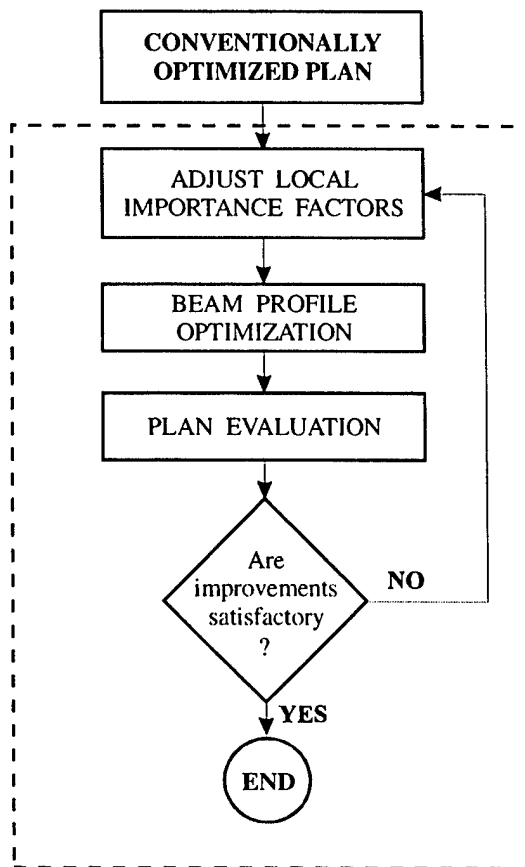 CONVENTIONALLY
OPTIMIZED PLAN
ADJUST LOCAL
IMPORTANCE FACTORS
BEAM PROFILE
OPTIMIZATION
PLAN EVALUATION
Are
improvements
satisfactory
?
NO
YES
END